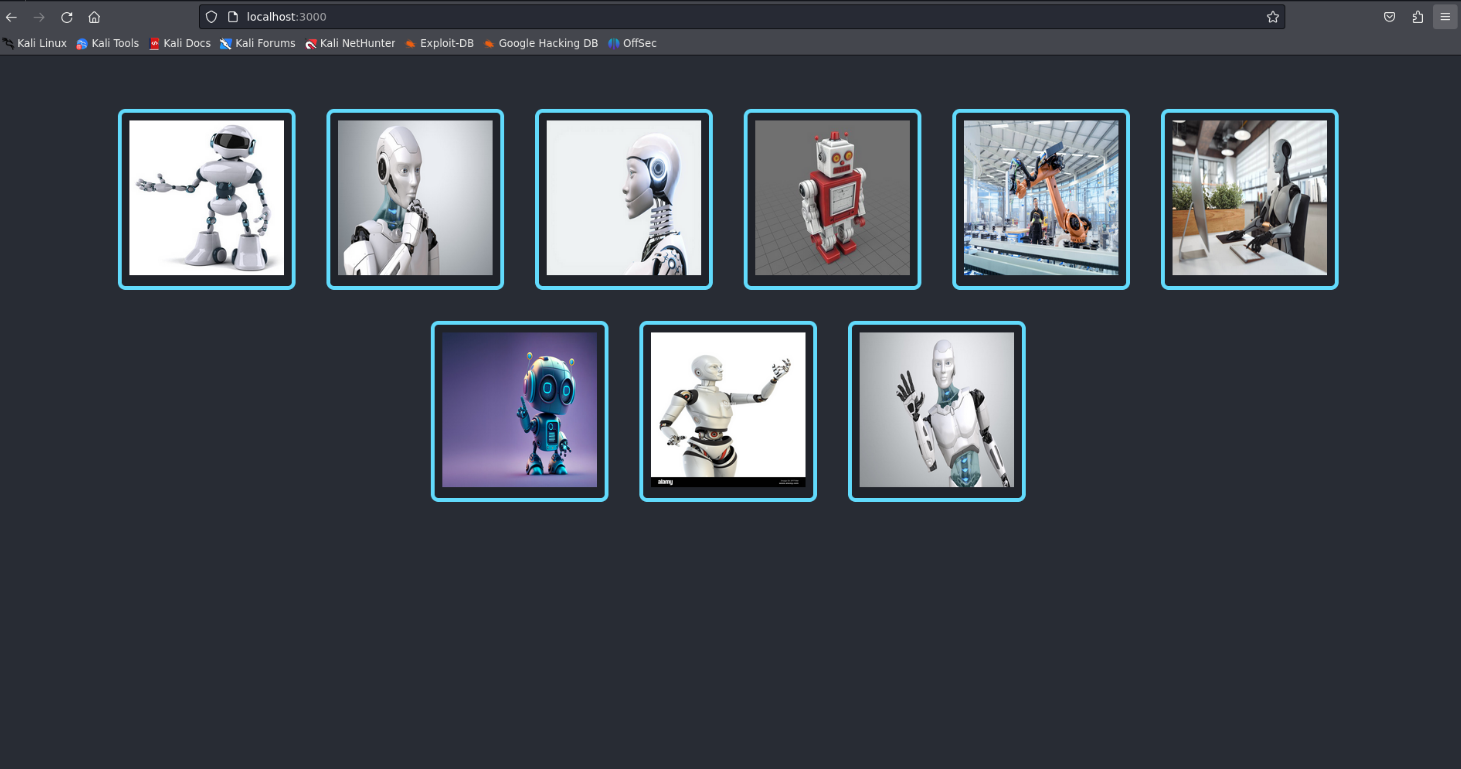 localhost:3000
Kali Linux Kali Tools Kali Docs Kali Forums Kali NetHunter Exploit-DB Google Hacking DB OffSec
alamy